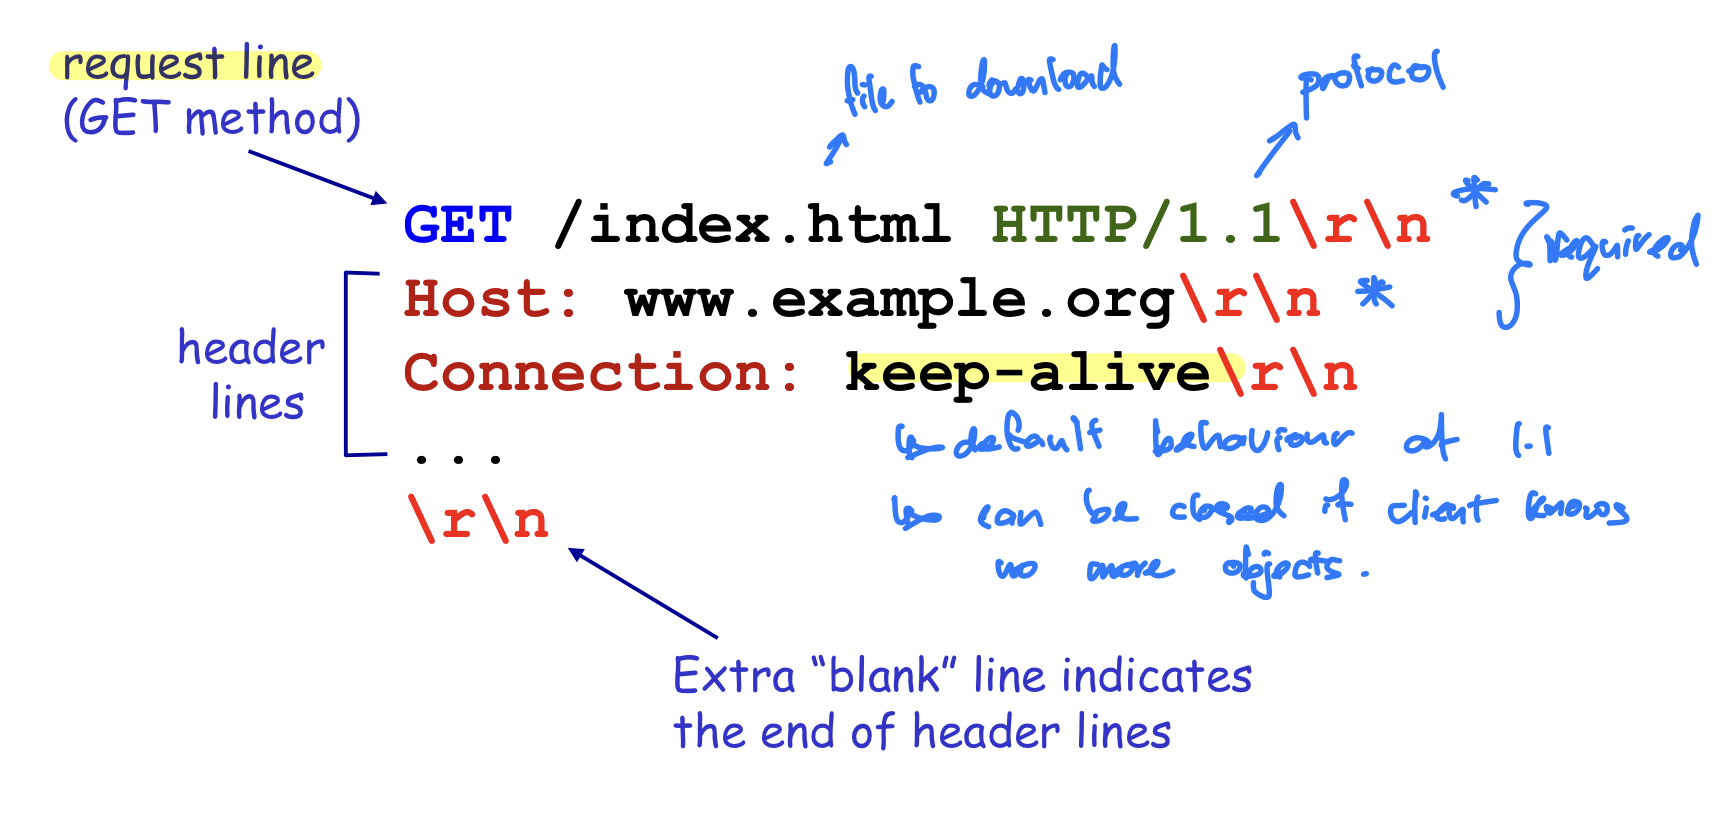 request line
(GET method)
file to download
protocol
GET /index.html HTTP/1.1\r\n *
Host: www.example.org\r\n *
required
Connection: keep-alive\r\n
header
lines
...
\r\n
↳ default behaviour at 1.1
↳ can be closed if client knows
no more objects.
Extra “blank” line indicates
the end of header lines